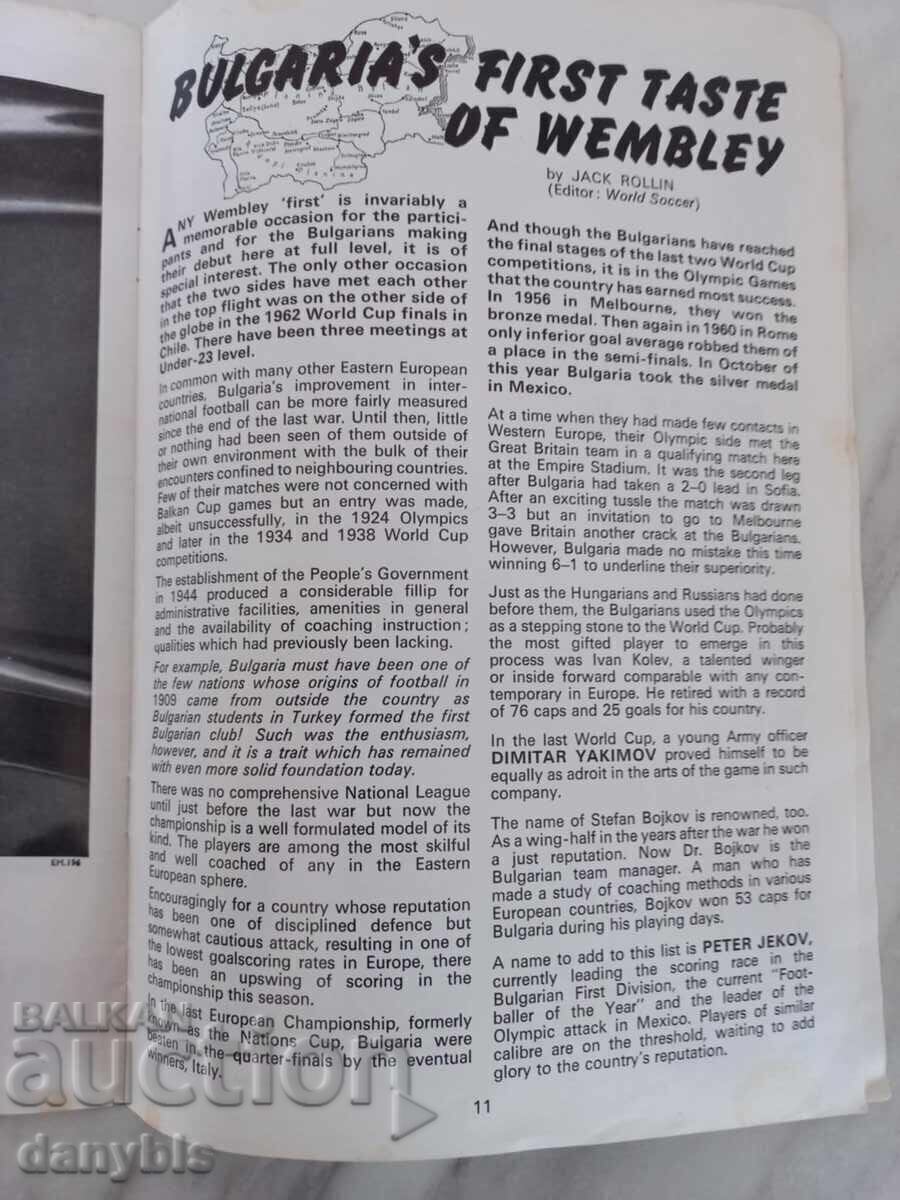 BULGARIA'S FIRST TASTE
OF WEMBLEY
by JACK ROLLIN
(Editor: World Soccer)
ANY Wembley 'first' is invariably a
memorable occasion for the partici-
pants and for the Bulgarians making
their debut here at full level, it is of
special interest. The only other occasion
that the two sides have met each other
in the top flight was on the other side of
the globe in the 1962 World Cup finals in
Chile. There have been three meetings at
Under-23 level.
In common with many other Eastern European
countries, Bulgaria's improvement in inter-
national football can be more fairly measured
since the end of the last war. Until then, little
or nothing had been seen of them outside of
their own environment with the bulk of their
encounters confined to neighbouring countries.
Few of their matches were not concerned with
Balkan Cup games but an entry was made,
albeit unsuccessfully, in the 1924 Olympics
and later in the 1934 and 1938 World Cup
competitions.
The establishment of the People's Government
in 1944 produced a considerable fillip for
administrative facilities, amenities in general
and the availability of coaching instruction;
qualities which had previously been lacking.
For example, Bulgaria must have been one of
the few nations whose origins of football in
1909 came from outside the country as
Bulgarian students in Turkey formed the first
Bulgarian club! Such was the enthusiasm,
however, and it is a trait which has remained
with even more solid foundation today.
There was no comprehensive National League
until just before the last war but now the
championship is a well formulated model of its
kind. The players are among the most skilful
and well coached of any in the Eastern
European sphere.
Encouragingly for a country whose reputation
has been one of disciplined defence but
somewhat cautious attack, resulting in one of
the lowest goalscoring rates in Europe, there
has been an upswing of scoring in the
championship this season.
In the last European Championship, formerly
known as the Nations Cup, Bulgaria were
beaten in the quarter-finals by the eventual
winners, Italy.
And though the Bulgarians have reached
the final stages of the last two World Cup
competitions, it is in the Olympic Games
that the country has earned most success.
In 1956 in Melbourne, they won the
bronze medal. Then again in 1960 in Rome
only inferior goal average robbed them of
a place in the semi-finals. In October of
this year Bulgaria took the silver medal
in Mexico.
At a time when they had made few contacts in
Western Europe, their Olympic side met the
Great Britain team in a qualifying match here
at the Empire Stadium. It was the second leg
after Bulgaria had taken a 2–0 lead in Sofia.
After an exciting tussle the match was drawn
3–3 but an invitation to go to Melbourne
gave Britain another crack at the Bulgarians.
However, Bulgaria made no mistake this time
winning 6–1 to underline their superiority.
Just as the Hungarians and Russians had done
before them, the Bulgarians used the Olympics
as a stepping stone to the World Cup. Probably
the most gifted player to emerge in this
process was Ivan Kolev, a talented winger
or inside forward comparable with any con-
temporary in Europe. He retired with a record
of 76 caps and 25 goals for his country.
In the last World Cup, a young Army officer
DIMITAR YAKIMOV proved himself to be
equally as adroit in the arts of the game in such
company.
The name of Stefan Bojkov is renowned, too.
As a wing-half in the years after the war he won
a just reputation. Now Dr. Bojkov is the
Bulgarian team manager. A man who has
made a study of coaching methods in various
European countries, Bojkov won 53 caps for
Bulgaria during his playing days.
A name to add to this list is PETER JEKOV,
currently leading the scoring race in the
Bulgarian First Division, the current "Foot-
baller of the Year" and the leader of the
Olympic attack in Mexico. Players of similar
calibre are on the threshold, waiting to add
glory to the country's reputation.
11
EM.196
BALKAN
auction
danybis